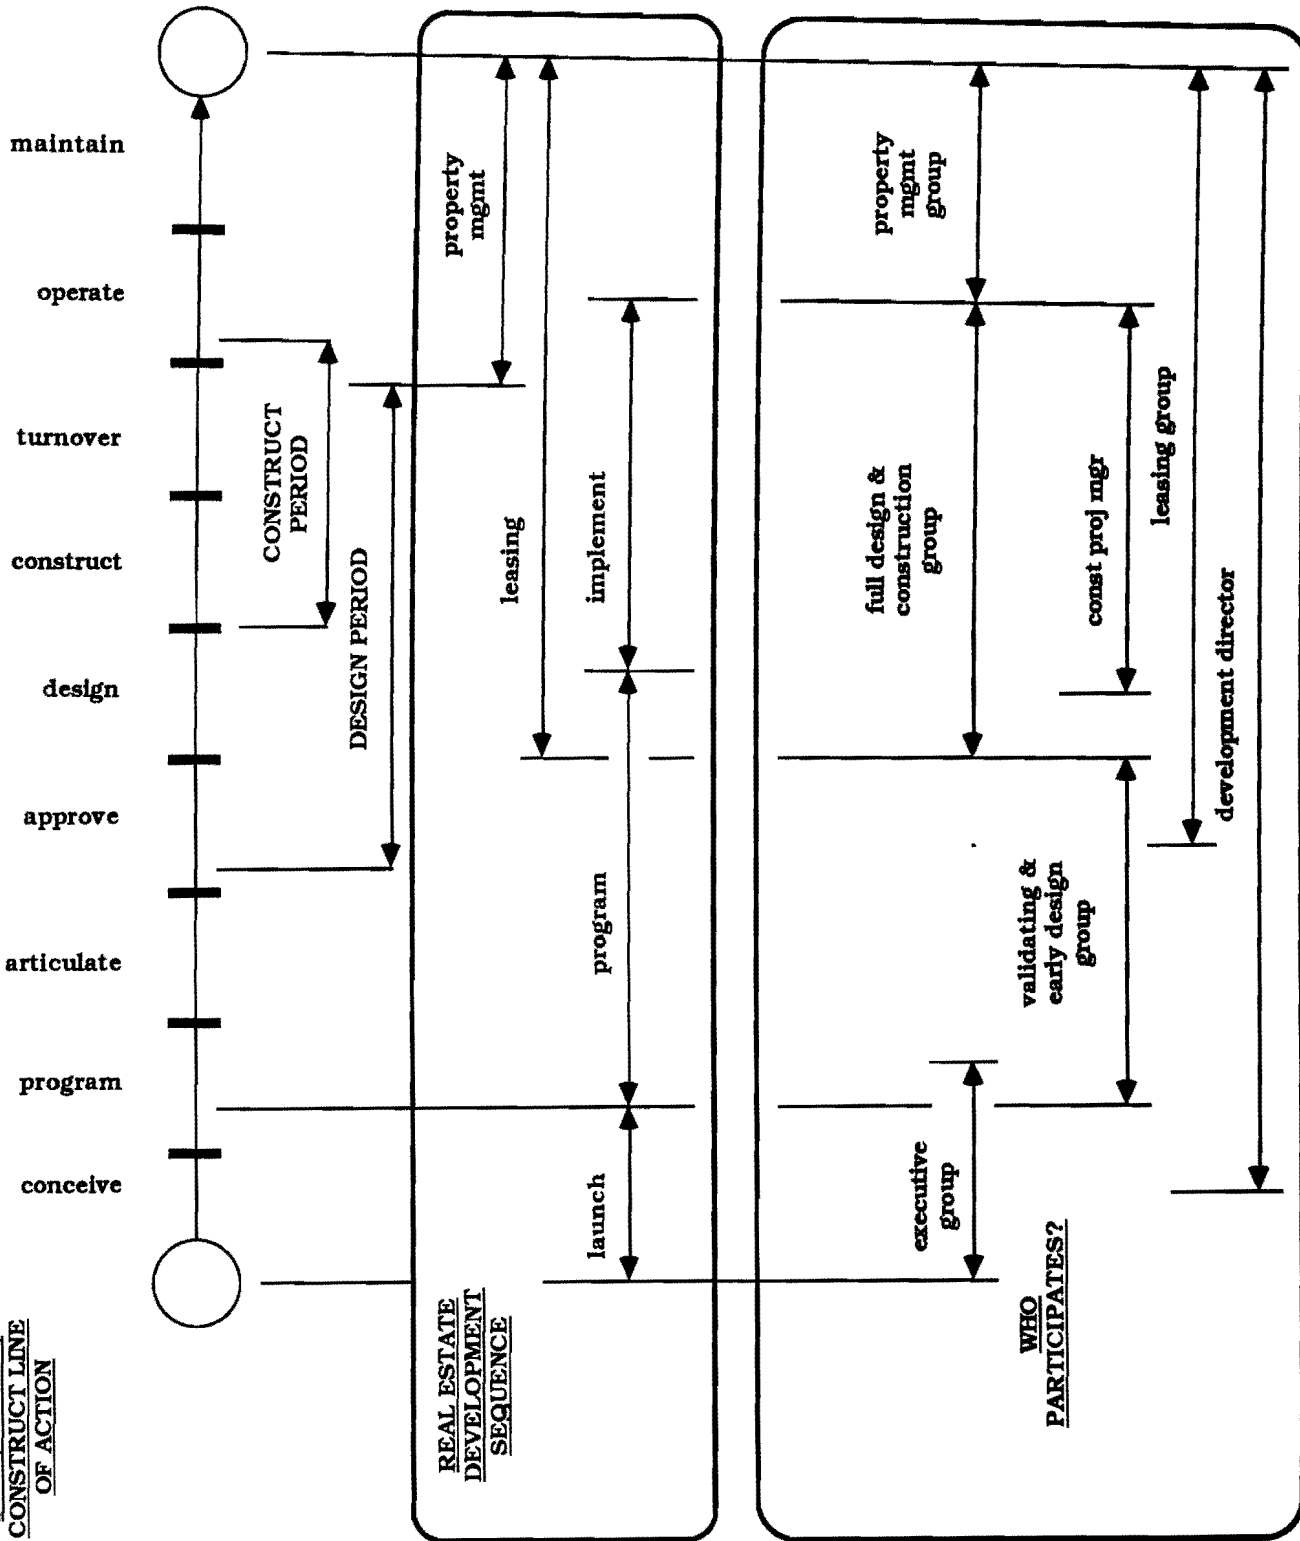 CONSTRUCT LINE
OF ACTION
maintain
operate
turnover
construct
design
approve
articulate
program
conceive
CONSTRUCT
PERIOD
DESIGN PERIOD
REAL ESTATE
DEVELOPMENT
SEQUENCE
property
mgmt
leasing
implement
program
launch
WHO
PARTICIPATES?
property
mgmt
group
full design &
construction
group
const proj mgr
leasing group
development director
validating &
early design
group
executive
group